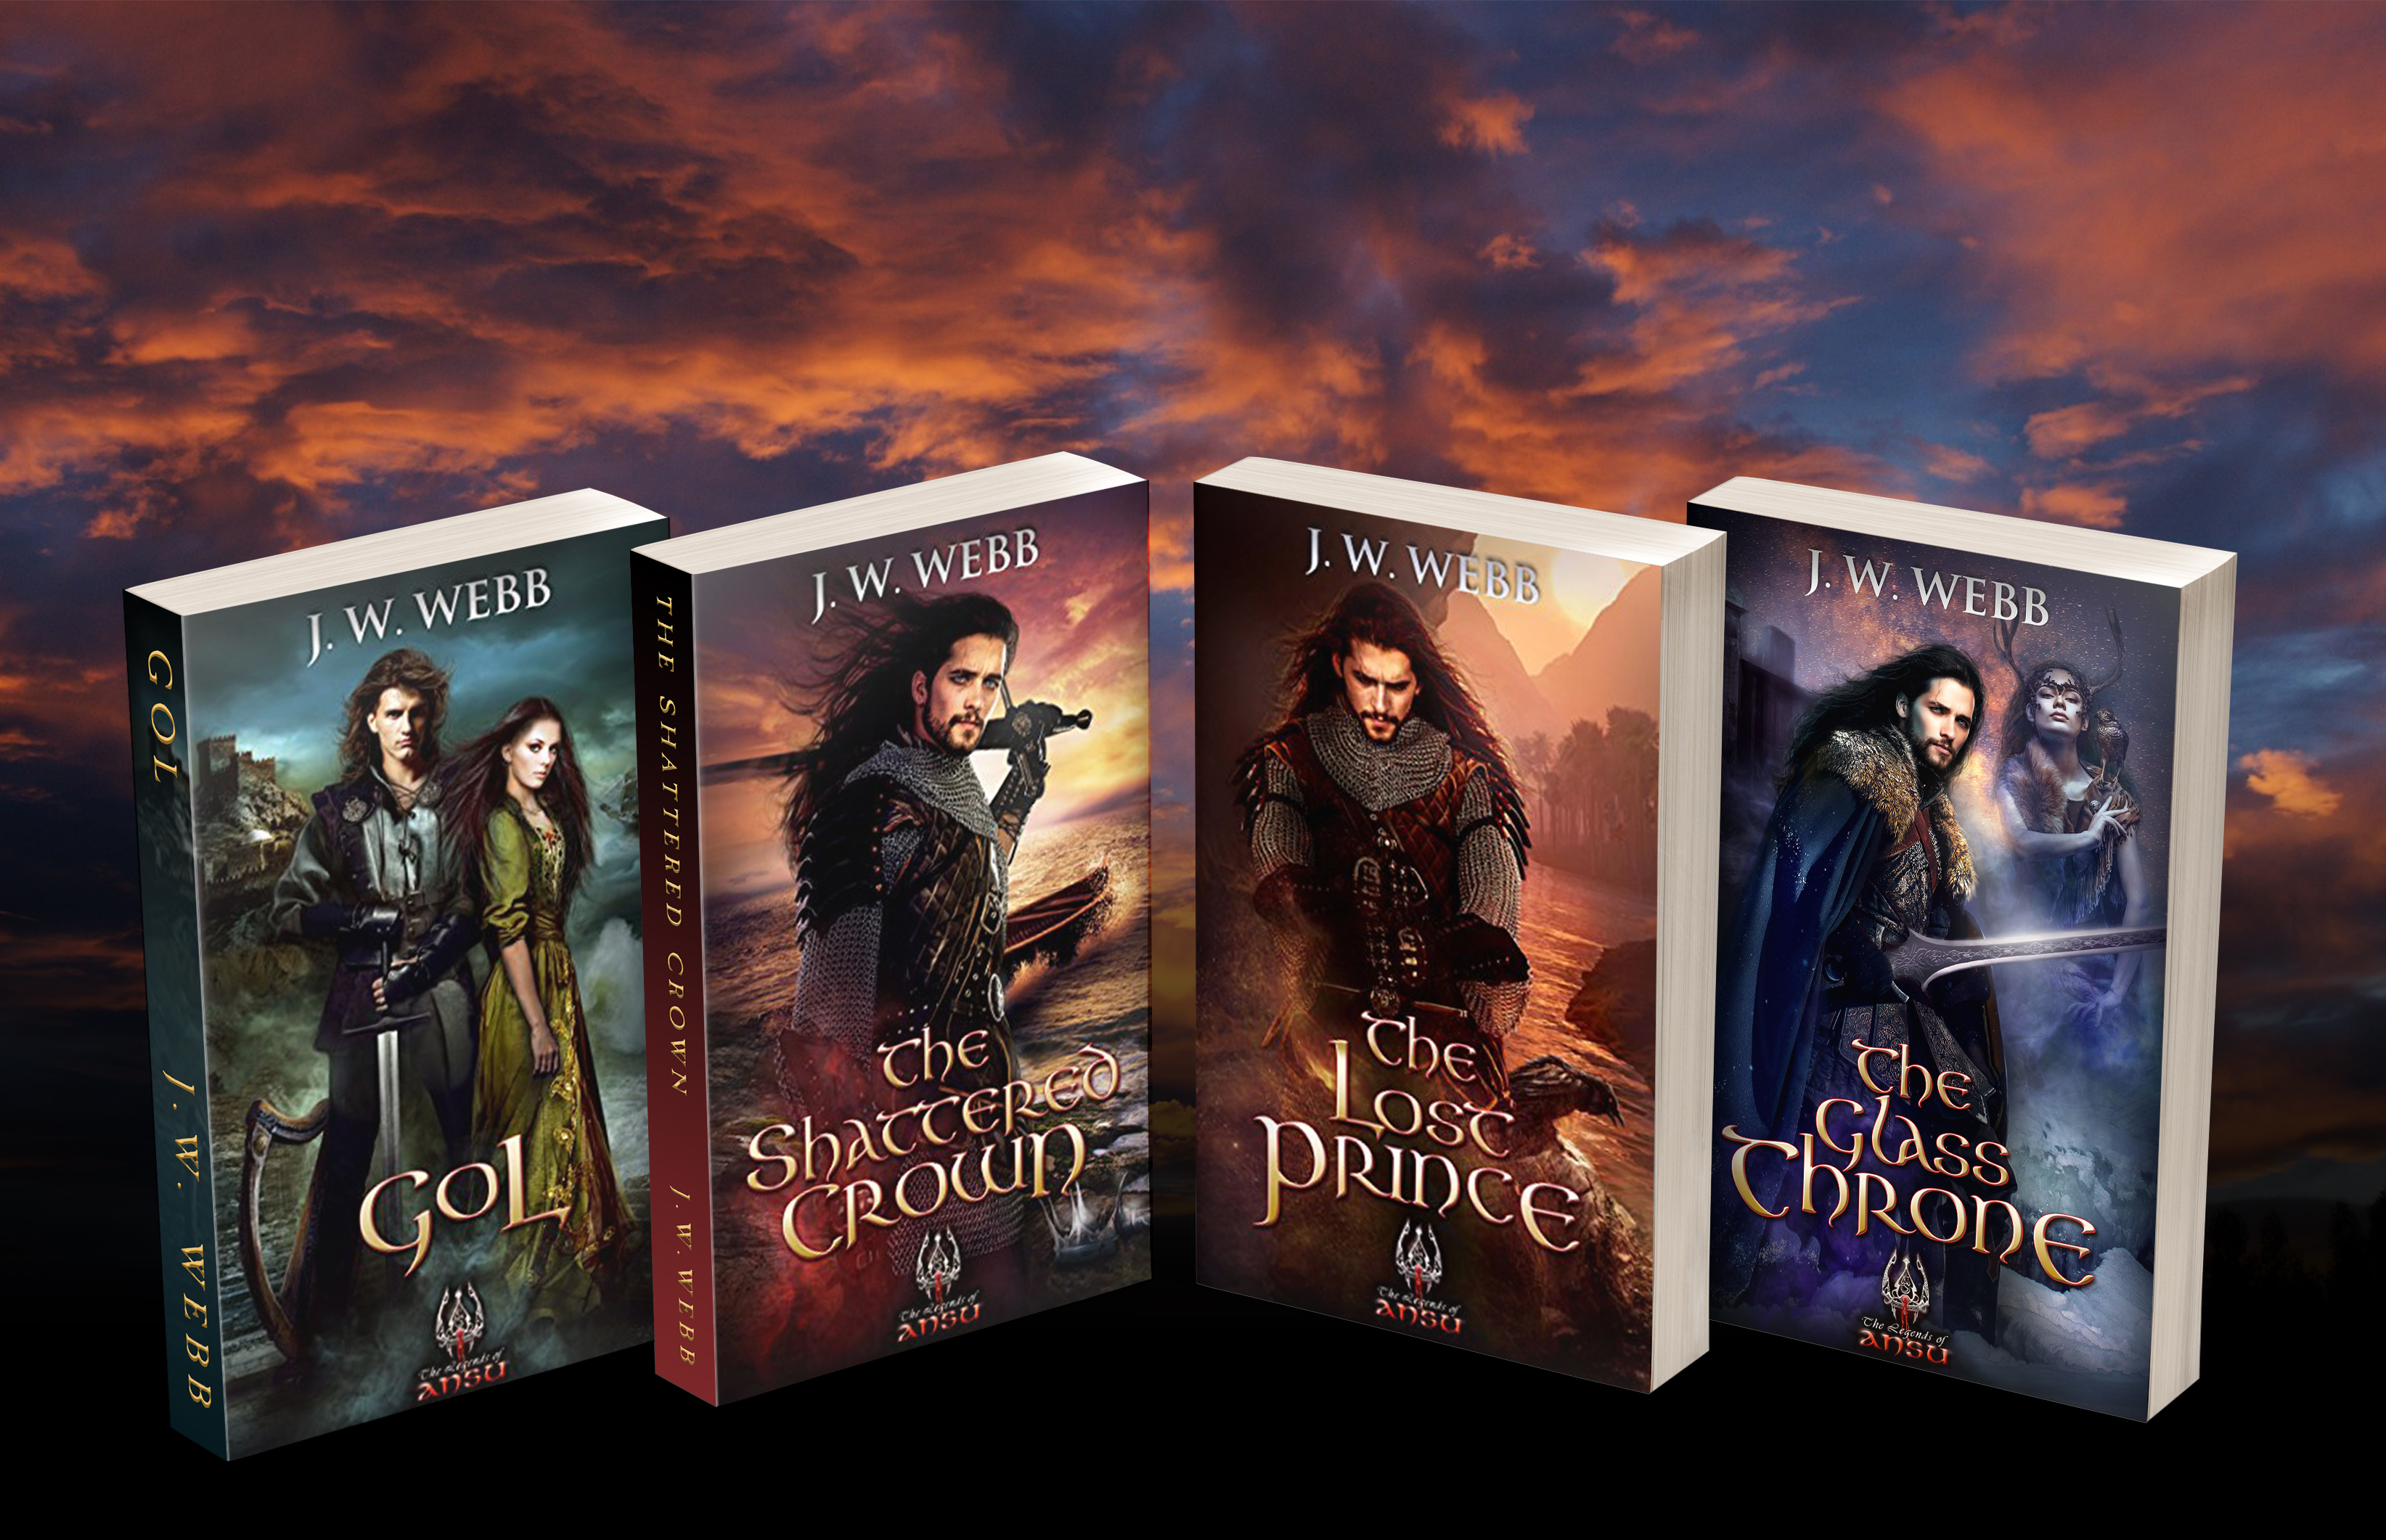 GOL
J. W. WEBB
J. W. WEBB
GOL
The Legends of
ANSU
THE SHATTERED CROWN
J. W. WEBB
J. W. WEBB
The
Shattered
Crown
The Legends of
ANSU
J. W. WEBB
The
Lost
Prince
The Legends of
ANSU
J. W. WEBB
The
Glass
Throne
The Legends of
ANSU